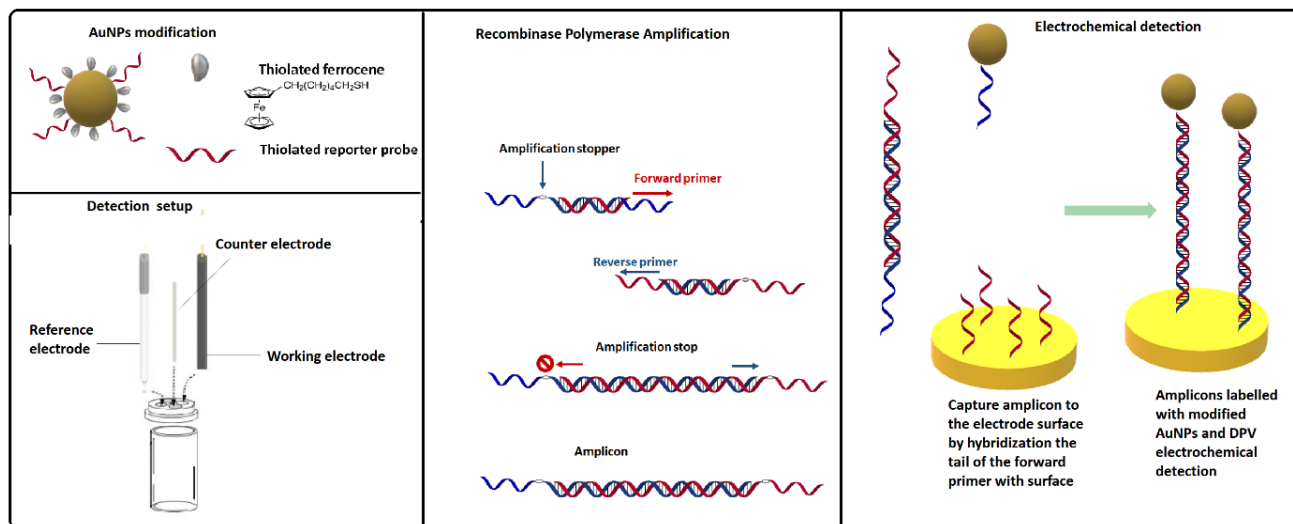 AuNPs modification
Thiolated ferrocene
CH₂(CH₂)₄CH₂SH
Fe
Thiolated reporter probe
Detection setup
Counter electrode
Reference
electrode
Working electrode
Recombinase Polymerase Amplification
Amplification stopper
Forward primer
Reverse primer
Amplification stop
Amplicon
Electrochemical detection
Capture amplicon to
the electrode surface
by hybridization the
tail of the forward
primer with surface
Amplicons labelled
with modified
AuNPs and DPV
electrochemical
detection